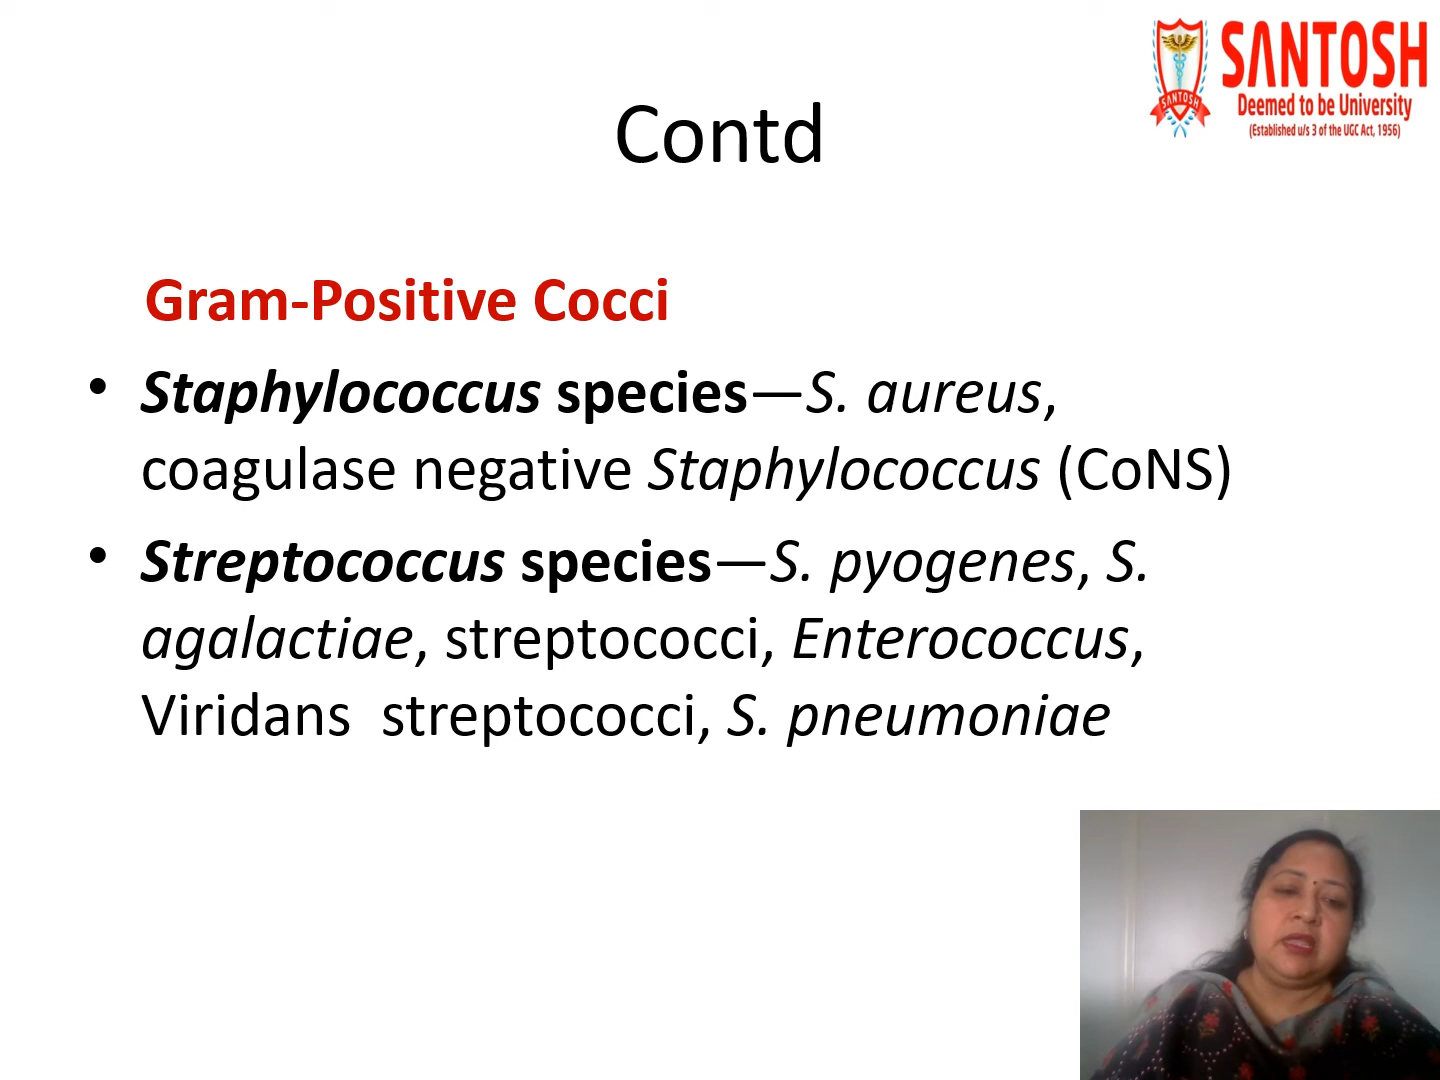 SANTOSH
Deemed to be University
(Established u/s 3 of the UGC Act, 1956)
SANTOSH
Contd
Gram-Positive Cocci
• Staphylococcus species—S. aureus,
coagulase negative Staphylococcus (CoNS)
• Streptococcus species—S. pyogenes, S.
agalactiae, streptococci, Enterococcus,
Viridans  streptococci, S. pneumoniae